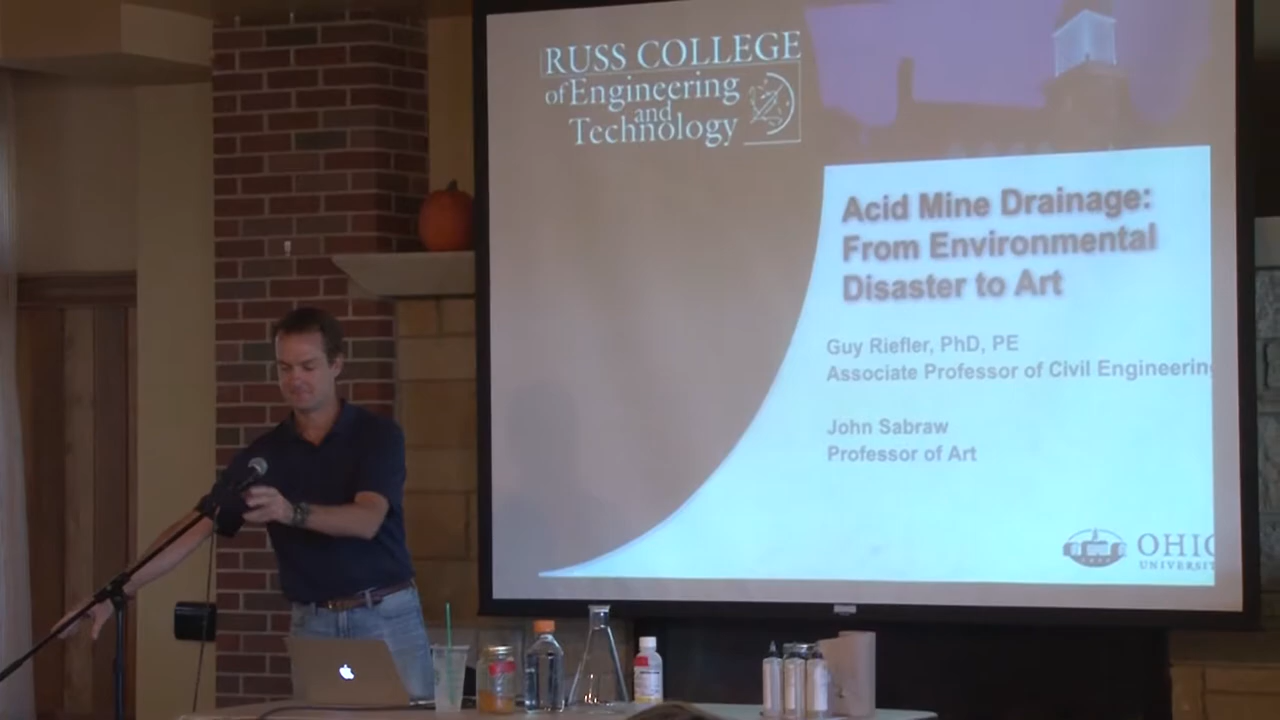 RUSS COLLEGE
of Engineering
and
Technology
Acid Mine Drainage:
From Environmental
Disaster to Art
Guy Riefler, PhD, PE
Associate Professor of Civil Engineering
John Sabraw
Professor of Art
OHIO
UNIVERSIT